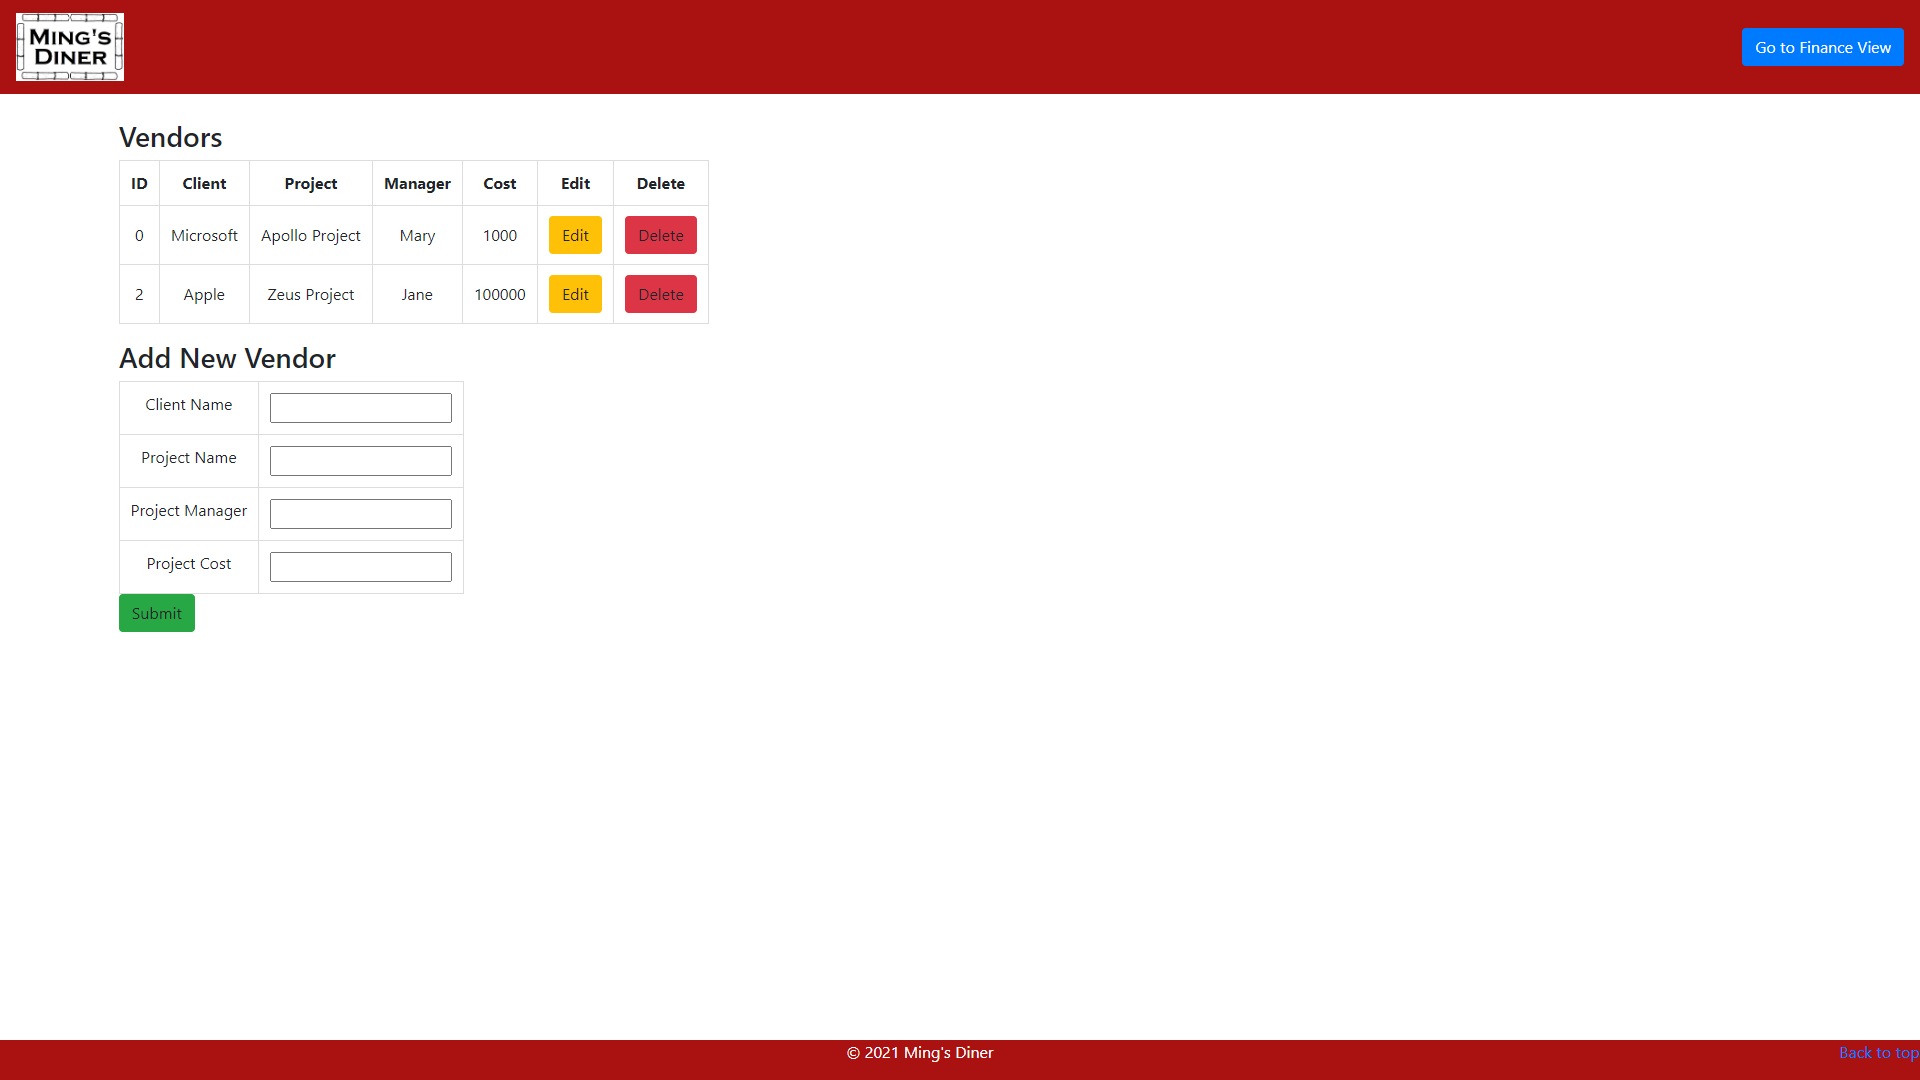 MING'S
DINER
Go to Finance View
Vendors
ID Client Project Manager Cost Edit Delete
0 Microsoft Apollo Project Mary 1000 Edit Delete
2 Apple Zeus Project Jane 100000 Edit Delete
Add New Vendor
Client Name
Project Name
Project Manager
Project Cost
Submit
© 2021 Ming's Diner
Back to top